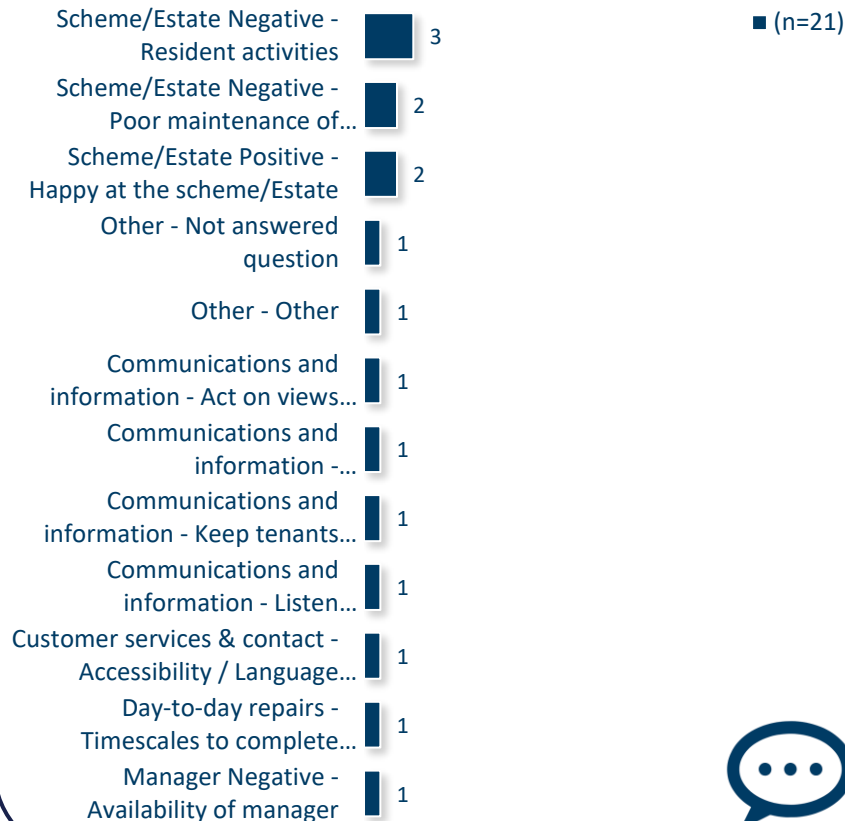 Scheme/Estate Negative -
Resident activities
3
(n=21)
Scheme/Estate Negative -
Poor maintenance of…
2
Scheme/Estate Positive -
Happy at the scheme/Estate
2
Other - Not answered
question
1
Other - Other
1
Communications and
information - Act on views…
1
Communications and
information -…
1
Communications and
information - Keep tenants…
1
Communications and
information - Listen…
1
Customer services & contact -
Accessibility / Language…
1
Day-to-day repairs -
Timescales to complete…
1
Manager Negative -
Availability of manager
1